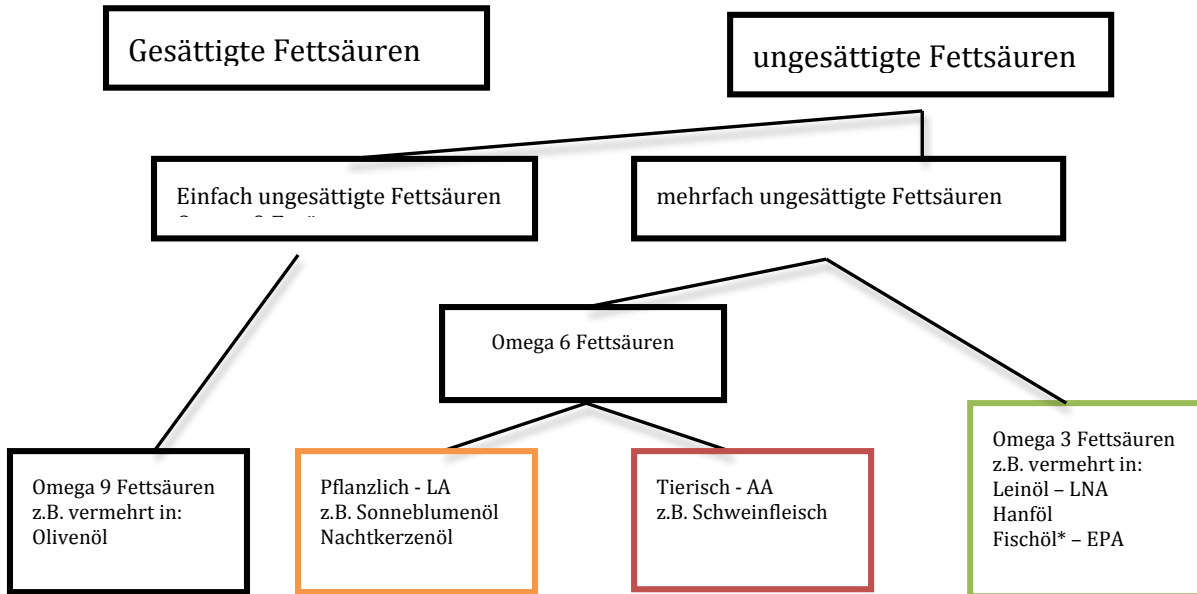 Gesättigte Fettsäuren
ungesättigte Fettsäuren
Einfach ungesättigte Fettsäuren
mehrfach ungesättigte Fettsäuren
Omega 6 Fettsäuren
Omega 9 Fettsäuren
z.B. vermehrt in:
Olivenöl
Pflanzlich - LA
z.B. Sonneblumenöl
Nachtkerzenöl
Tierisch - AA
z.B. Schweinfleisch
Omega 3 Fettsäuren
z.B. vermehrt in:
Leinöl – LNA
Hanföl
Fischöl* – EPA